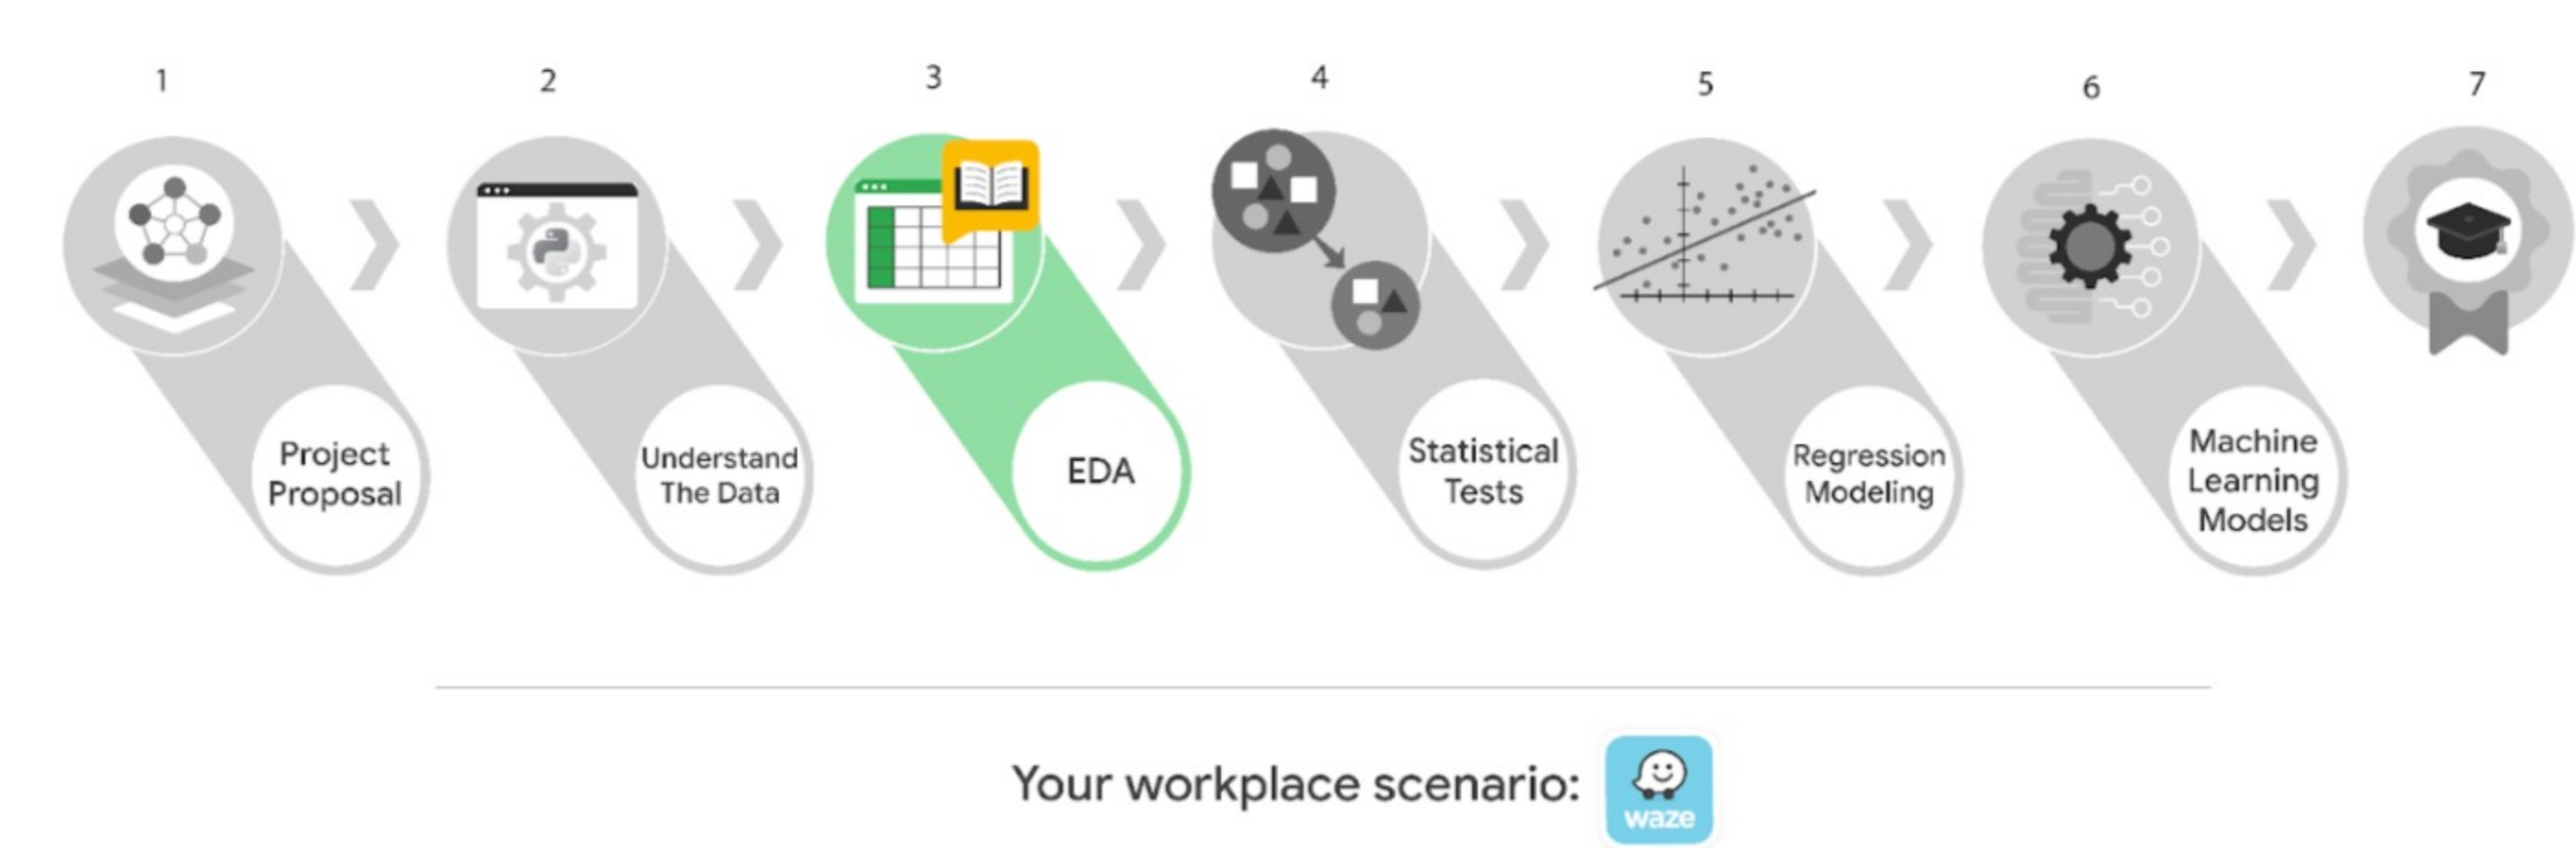 1
2
3
4
5
6
7
Project
Proposal
Understand
The Data
EDA
Statistical
Tests
Regression
Modeling
Machine
Learning
Models
Your workplace scenario:
waze